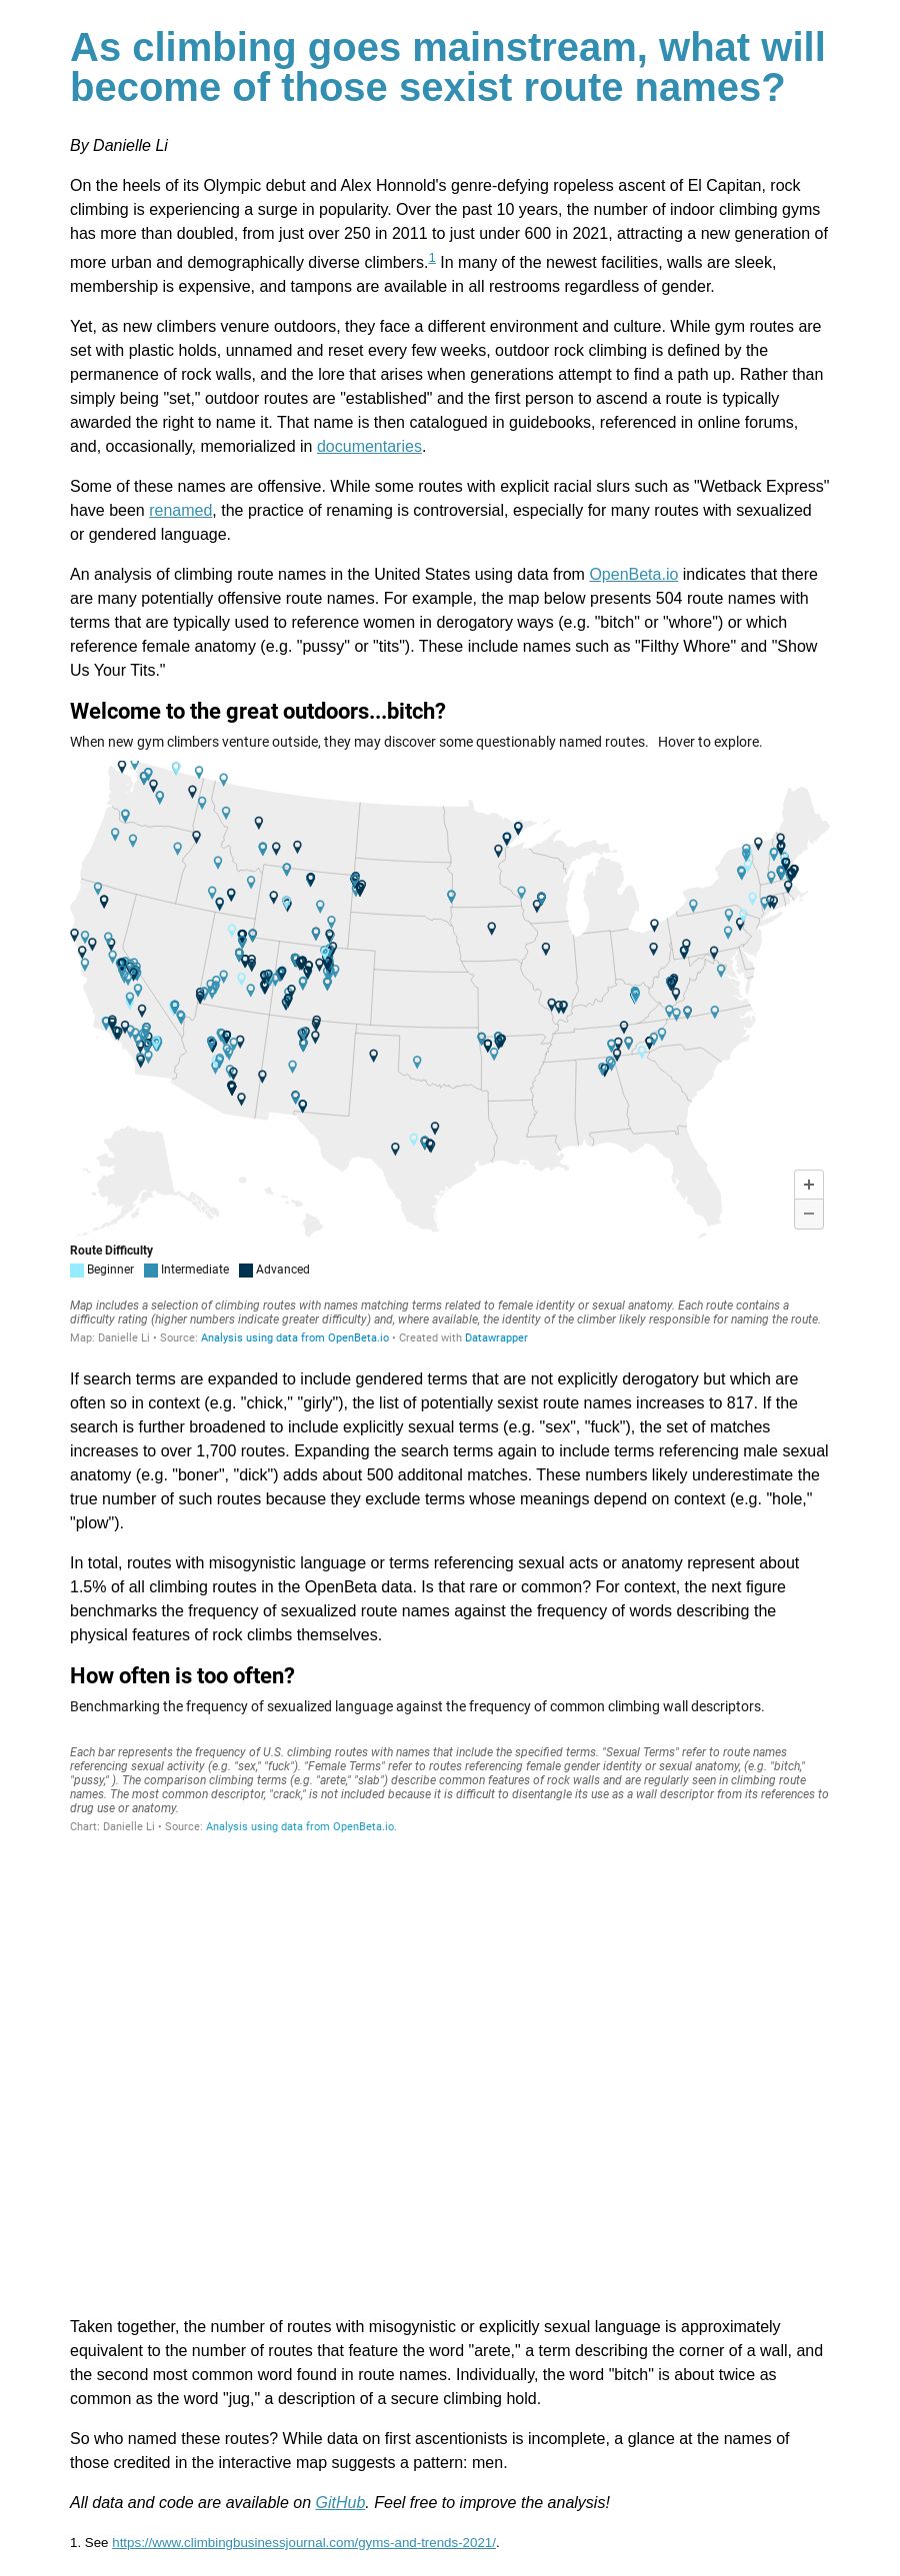 As climbing goes mainstream, what will
become of those sexist route names?
By Danielle Li
On the heels of its Olympic debut and Alex Honnold's genre-defying ropeless ascent of El Capitan, rock
climbing is experiencing a surge in popularity. Over the past 10 years, the number of indoor climbing gyms
has more than doubled, from just over 250 in 2011 to just under 600 in 2021, attracting a new generation of
more urban and demographically diverse climbers.1 In many of the newest facilities, walls are sleek,
membership is expensive, and tampons are available in all restrooms regardless of gender.
Yet, as new climbers venure outdoors, they face a different environment and culture. While gym routes are
set with plastic holds, unnamed and reset every few weeks, outdoor rock climbing is defined by the
permanence of rock walls, and the lore that arises when generations attempt to find a path up. Rather than
simply being "set," outdoor routes are "established" and the first person to ascend a route is typically
awarded the right to name it. That name is then catalogued in guidebooks, referenced in online forums,
and, occasionally, memorialized in documentaries.
Some of these names are offensive. While some routes with explicit racial slurs such as "Wetback Express"
have been renamed, the practice of renaming is controversial, especially for many routes with sexualized
or gendered language.
An analysis of climbing route names in the United States using data from OpenBeta.io indicates that there
are many potentially offensive route names. For example, the map below presents 504 route names with
terms that are typically used to reference women in derogatory ways (e.g. "bitch" or "whore") or which
reference female anatomy (e.g. "pussy" or "tits"). These include names such as "Filthy Whore" and "Show
Us Your Tits."
Welcome to the great outdoors...bitch?
When new gym climbers venture outside, they may discover some questionably named routes. Hover to explore.
+
−
Route Difficulty
Beginner Intermediate Advanced
Map includes a selection of climbing routes with names matching terms related to female identity or sexual anatomy. Each route contains a
difficulty rating (higher numbers indicate greater difficulty) and, where available, the identity of the climber likely responsible for naming the route.
Map: Danielle Li • Source: Analysis using data from OpenBeta.io • Created with Datawrapper
If search terms are expanded to include gendered terms that are not explicitly derogatory but which are
often so in context (e.g. "chick," "girly"), the list of potentially sexist route names increases to 817. If the
search is further broadened to include explicitly sexual terms (e.g. "sex", "fuck"), the set of matches
increases to over 1,700 routes. Expanding the search terms again to include terms referencing male sexual
anatomy (e.g. "boner", "dick") adds about 500 additonal matches. These numbers likely underestimate the
true number of such routes because they exclude terms whose meanings depend on context (e.g. "hole,"
"plow").
In total, routes with misogynistic language or terms referencing sexual acts or anatomy represent about
1.5% of all climbing routes in the OpenBeta data. Is that rare or common? For context, the next figure
benchmarks the frequency of sexualized route names against the frequency of words describing the
physical features of rock climbs themselves.
How often is too often?
Benchmarking the frequency of sexualized language against the frequency of common climbing wall descriptors.
Each bar represents the frequency of U.S. climbing routes with names that include the specified terms. "Sexual Terms" refer to route names
referencing sexual activity (e.g. "sex," "fuck"). "Female Terms" refer to routes referencing female gender identity or sexual anatomy, (e.g. "bitch,"
"pussy," ). The comparison climbing terms (e.g. "arete," "slab") describe common features of rock walls and are regularly seen in climbing route
names. The most common descriptor, "crack," is not included because it is difficult to disentangle its use as a wall descriptor from its references to
drug use or anatomy.
Chart: Danielle Li • Source: Analysis using data from OpenBeta.io.
Taken together, the number of routes with misogynistic or explicitly sexual language is approximately
equivalent to the number of routes that feature the word "arete," a term describing the corner of a wall, and
the second most common word found in route names. Individually, the word "bitch" is about twice as
common as the word "jug," a description of a secure climbing hold.
So who named these routes? While data on first ascentionists is incomplete, a glance at the names of
those credited in the interactive map suggests a pattern: men.
All data and code are available on GitHub. Feel free to improve the analysis!
1. See https://www.climbingbusinessjournal.com/gyms-and-trends-2021/.